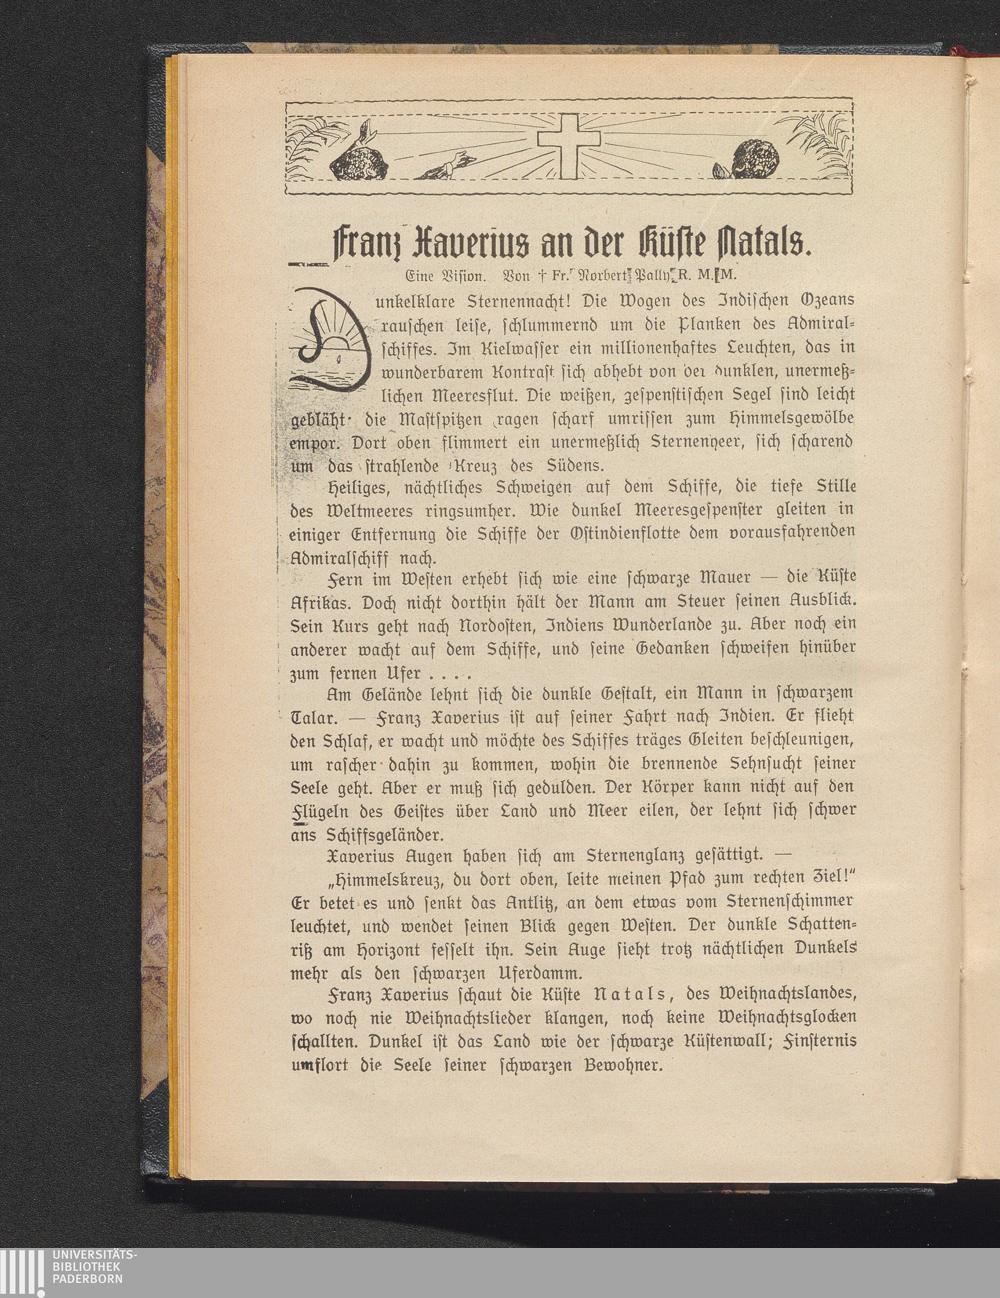 Franz Xaverius an der Küste Natals.
Eine Vision. Von † Fr. Norbert Pally, R. M. M.
Dunkelklare Sternennacht! Die Wogen des Indischen Ozeans
rauschen leise, schlummernd um die Planken des Admiral-
schiffes. Im Kielwasser ein millionenhaftes Leuchten, das in
wunderbarem Kontrast sich abhebt von der dunklen, unermeß-
lichen Meeresflut. Die weißen, gespenstischen Segel sind leicht
gebläht, die Mastspitzen ragen scharf umrissen zum Himmelsgewölbe
empor. Dort oben flimmert ein unermeßlich Sternenheer, sich scharend
um das strahlende Kreuz des Südens.
Heiliges, nächtliches Schweigen auf dem Schiffe, die tiefe Stille
des Weltmeeres ringsumher. Wie dunkel Meeresgespenster gleiten in
einiger Entfernung die Schiffe der Ostindienflotte dem vorausfahrenden
Admiralschiff nach.
Fern im Westen erhebt sich wie eine schwarze Mauer — die Küste
Afrikas. Doch nicht dorthin hält der Mann am Steuer seinen Ausblick.
Sein Kurs geht nach Nordosten, Indiens Wunderlande zu. Aber noch ein
anderer wacht auf dem Schiffe, und seine Gedanken schweifen hinüber
zum fernen Ufer . . . .
Am Gelände lehnt sich die dunkle Gestalt, ein Mann in schwarzem
Talar. — Franz Xaverius ist auf seiner Fahrt nach Indien. Er flieht
den Schlaf, er wacht und möchte des Schiffes träges Gleiten beschleunigen,
um rascher dahin zu kommen, wohin die brennende Sehnsucht seiner
Seele geht. Aber er muß sich gedulden. Der Körper kann nicht auf den
Flügeln des Geistes über Land und Meer eilen, der lehnt sich schwer
ans Schiffsgeländer.
Xaverius Augen haben sich am Sternenglanz gesättigt. —
„Himmelskreuz, du dort oben, leite meinen Pfad zum rechten Ziel!“
Er betet es und senkt das Antlitz, an dem etwas vom Sternenschimmer
leuchtet, und wendet seinen Blick gegen Westen. Der dunkle Schatten-
riß am Horizont fesselt ihn. Sein Auge sieht trotz nächtlichen Dunkels
mehr als den schwarzen Uferdamm.
Franz Xaverius schaut die Küste Natals, des Weihnachtslandes,
wo noch nie Weihnachtslieder klangen, noch keine Weihnachtsglocken
schallten. Dunkel ist das Land wie der schwarze Küstenwall; Finsternis
umflort die Seele seiner schwarzen Bewohner.
UNIVERSITÄTS-
BIBLIOTHEK
PADERBORN